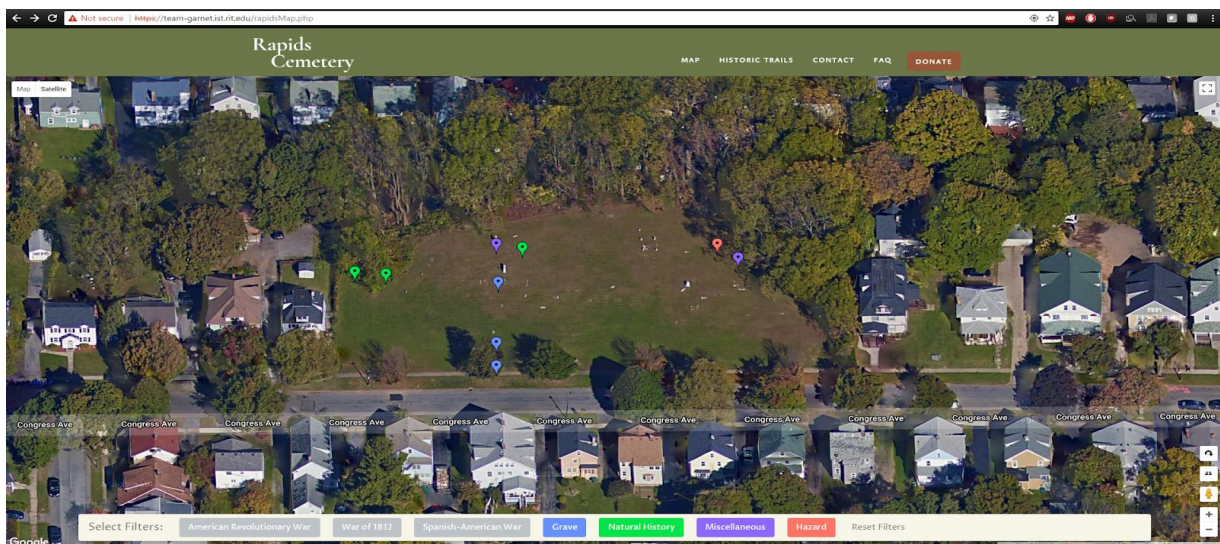 Not secure | https://team-garnet.ist.rit.edu/rapidsMap.php
Rapids
Cemetery
MAP HISTORIC TRAILS CONTACT FAQ DONATE
Map Satellite
Congress Ave Congress Ave Congress Ave Congress Ave Congress Ave Congress Ave Congress Ave Congress Ave Congress Ave Congress Ave Congress Ave Congress Ave
Select Filters: American Revolutionary War War of 1812 Spanish-American War Grave Natural History Miscellaneous Hazard Reset Filters
Google